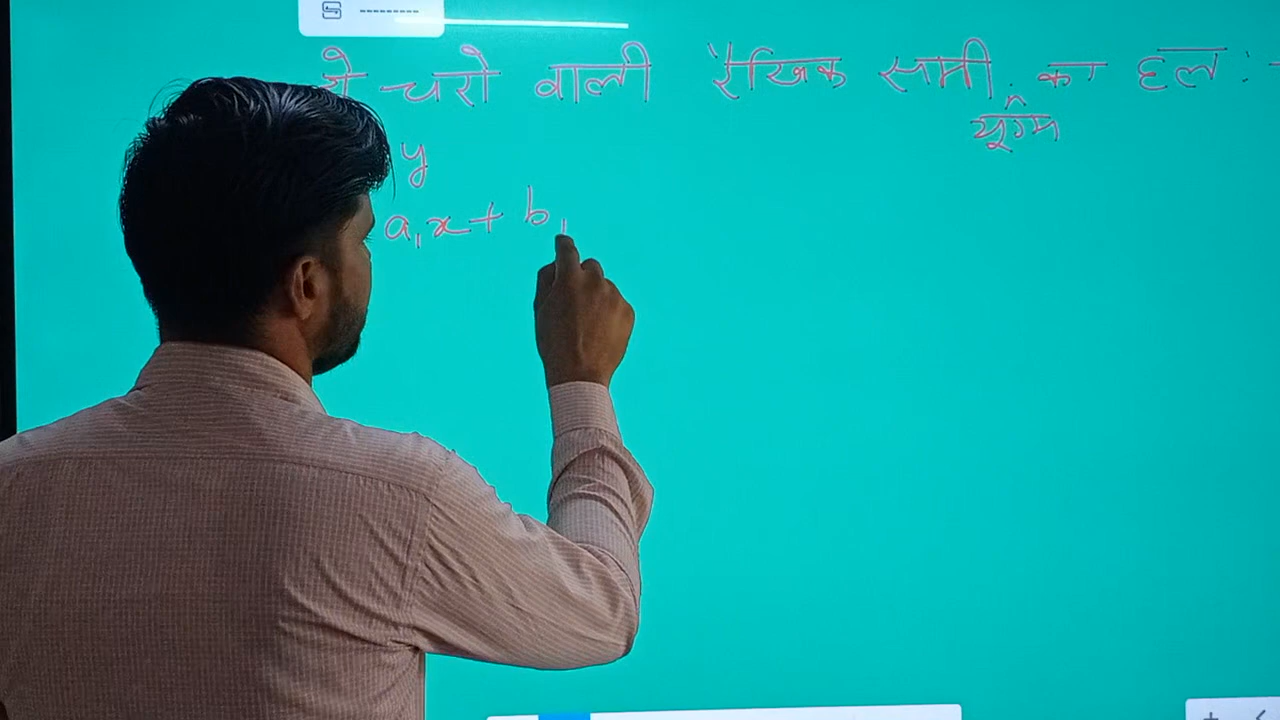 चरो वाली रैखिक समी. का हल :-
युग्म
y
a₁x + b₁